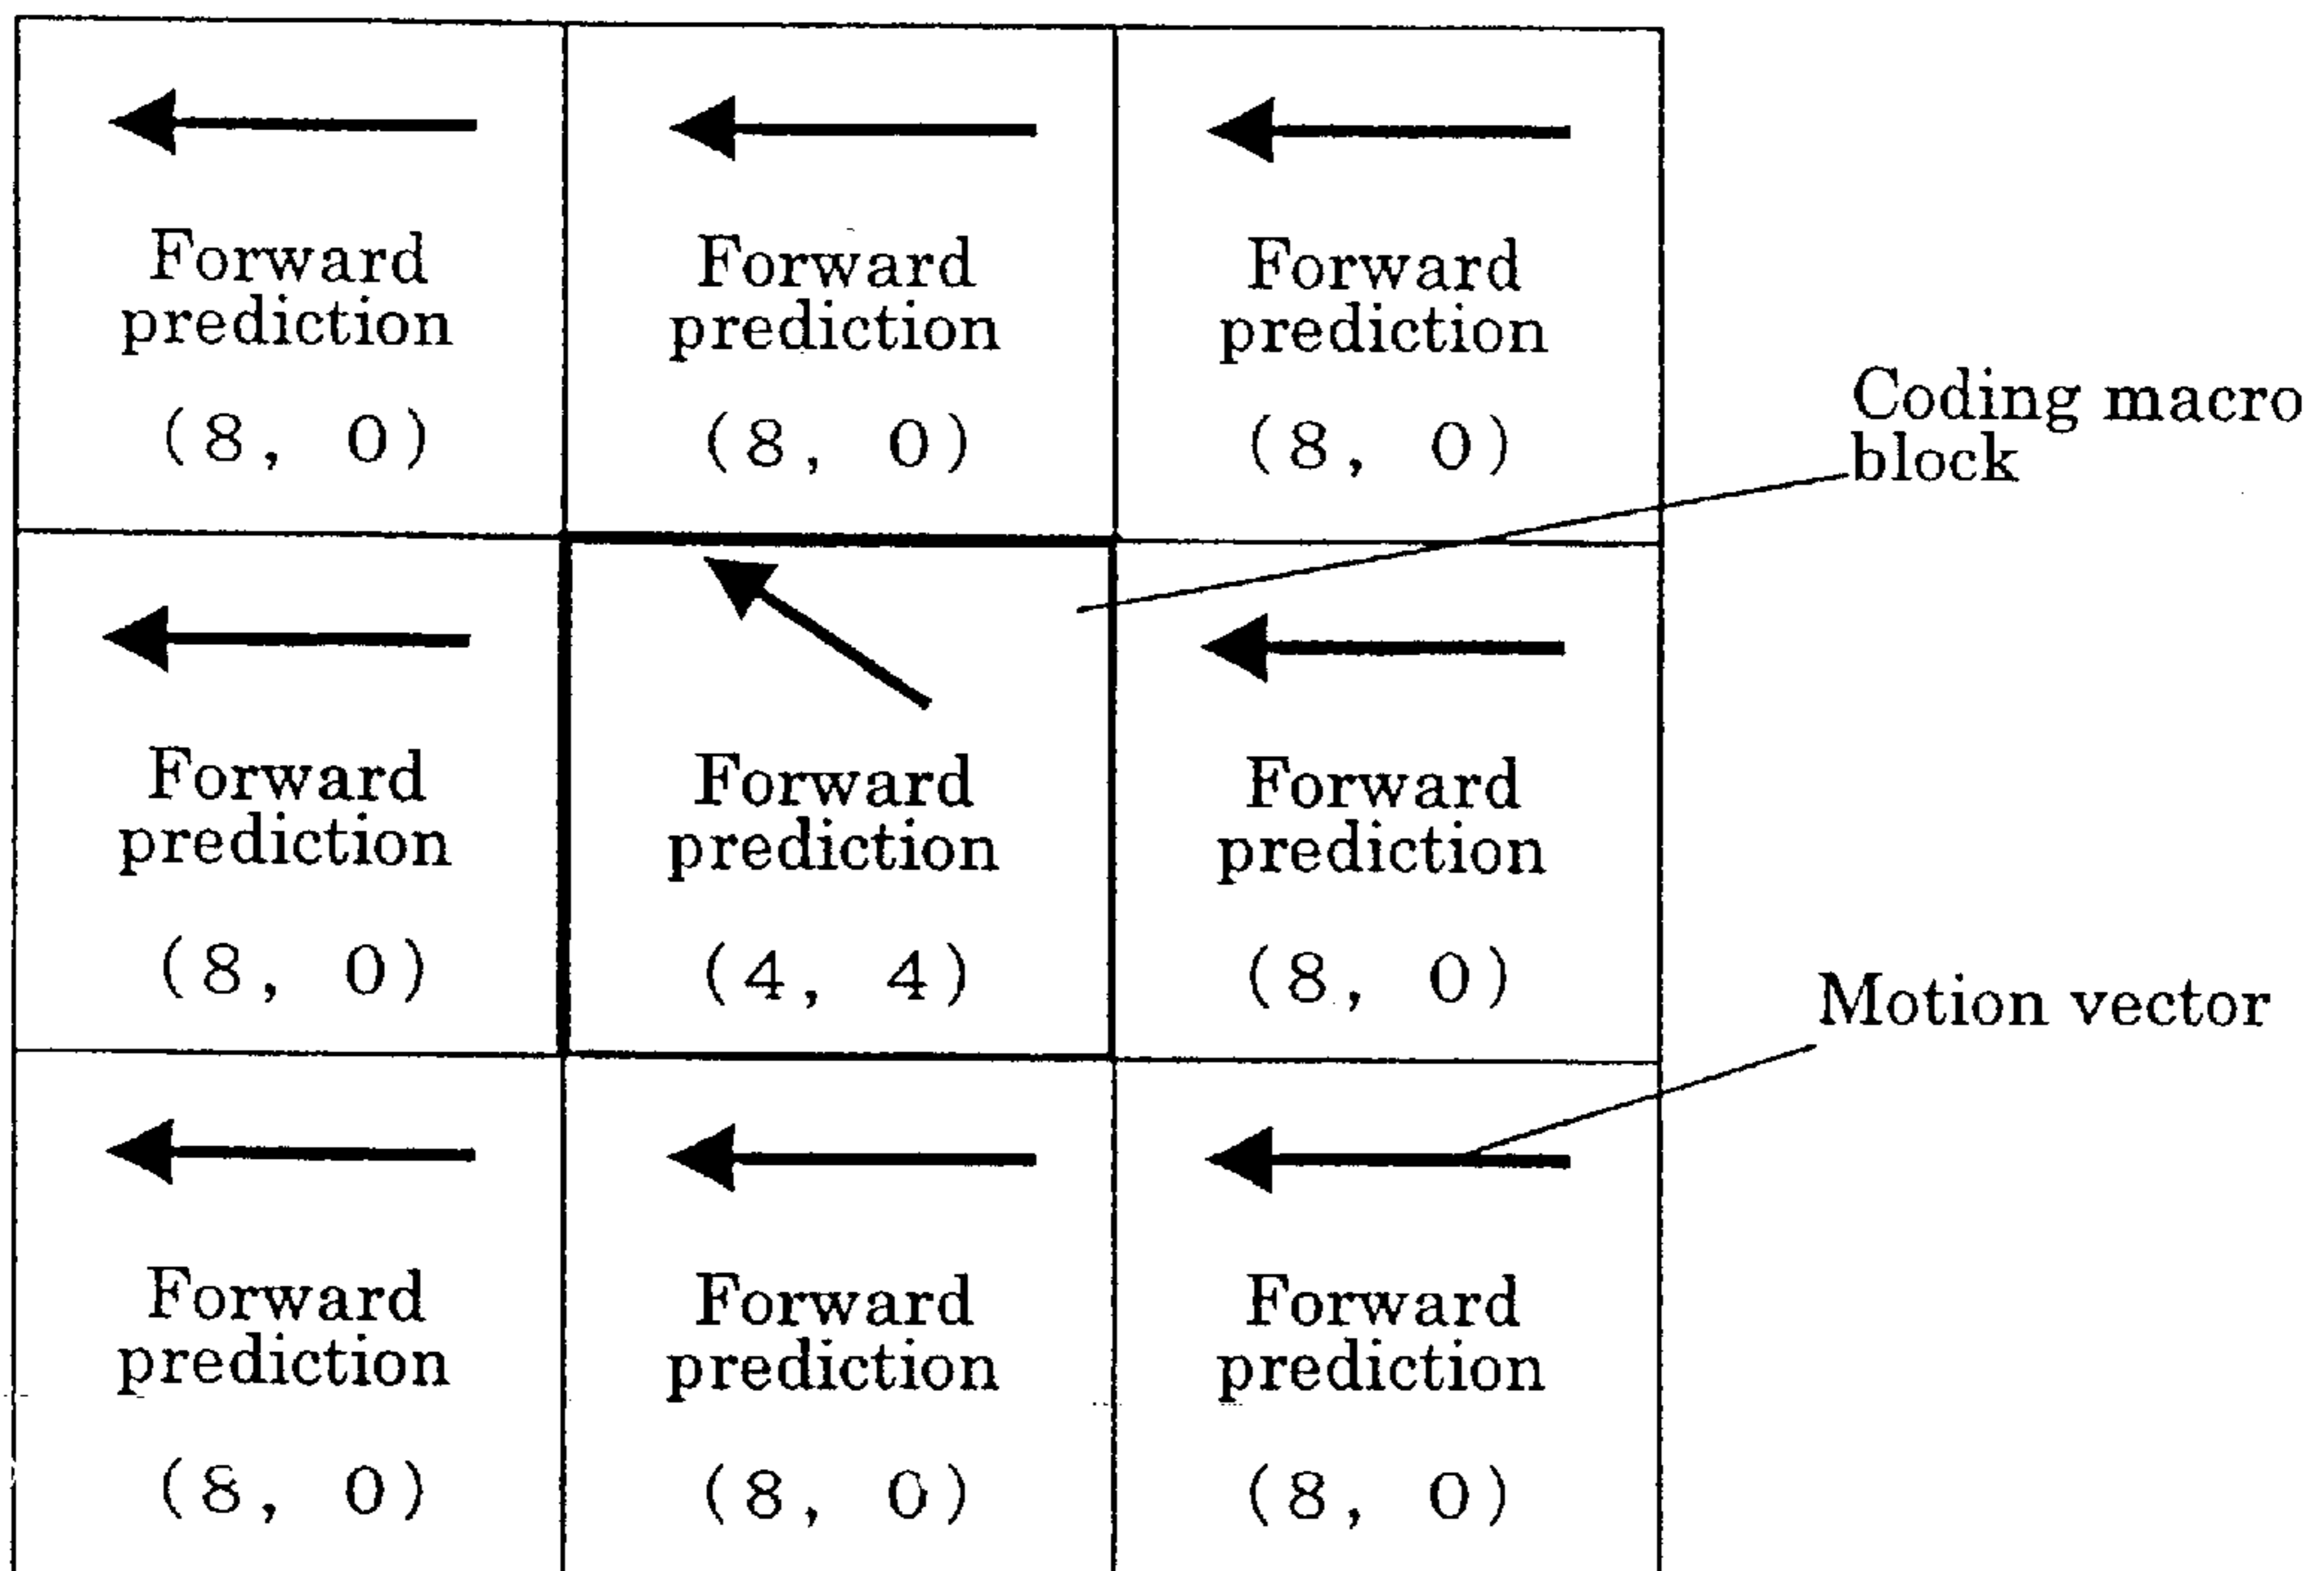 Forward
prediction
(8, 0)
Forward
prediction
(8, 0)
Forward
prediction
(8, 0)
Coding macro
block
Forward
prediction
(8, 0)
Forward
prediction
(4, 4)
Forward
prediction
(8, 0)
Motion vector
Forward
prediction
(8, 0)
Forward
prediction
(8, 0)
Forward
prediction
(8, 0)